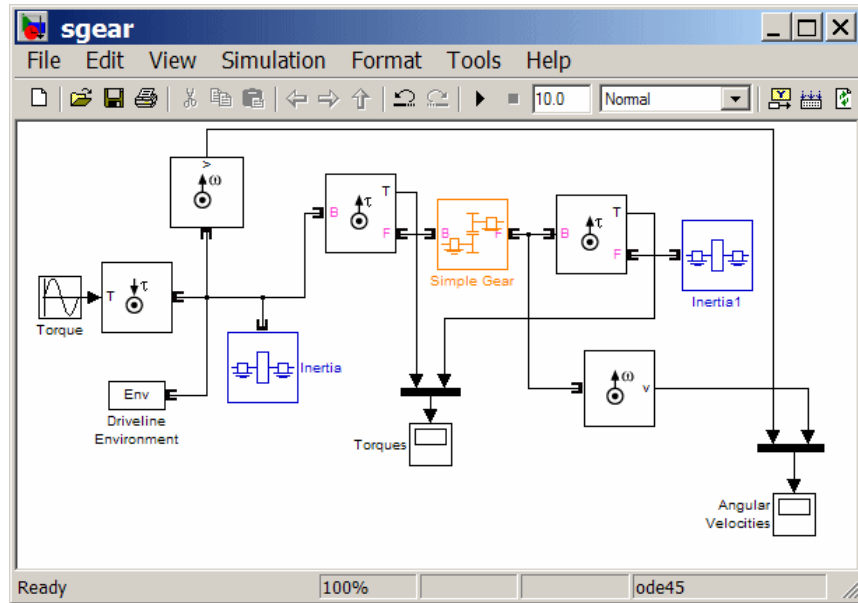 sgear
File Edit View Simulation Format Tools Help
10.0 Normal
ω
v
τ
T
B
F
B
F
Simple Gear
τ
T
B
F
Inertia1
Torque
T
τ
Inertia
Env
Driveline
Environment
ω
v
Torques
Angular
Velocities
Ready 100% ode45